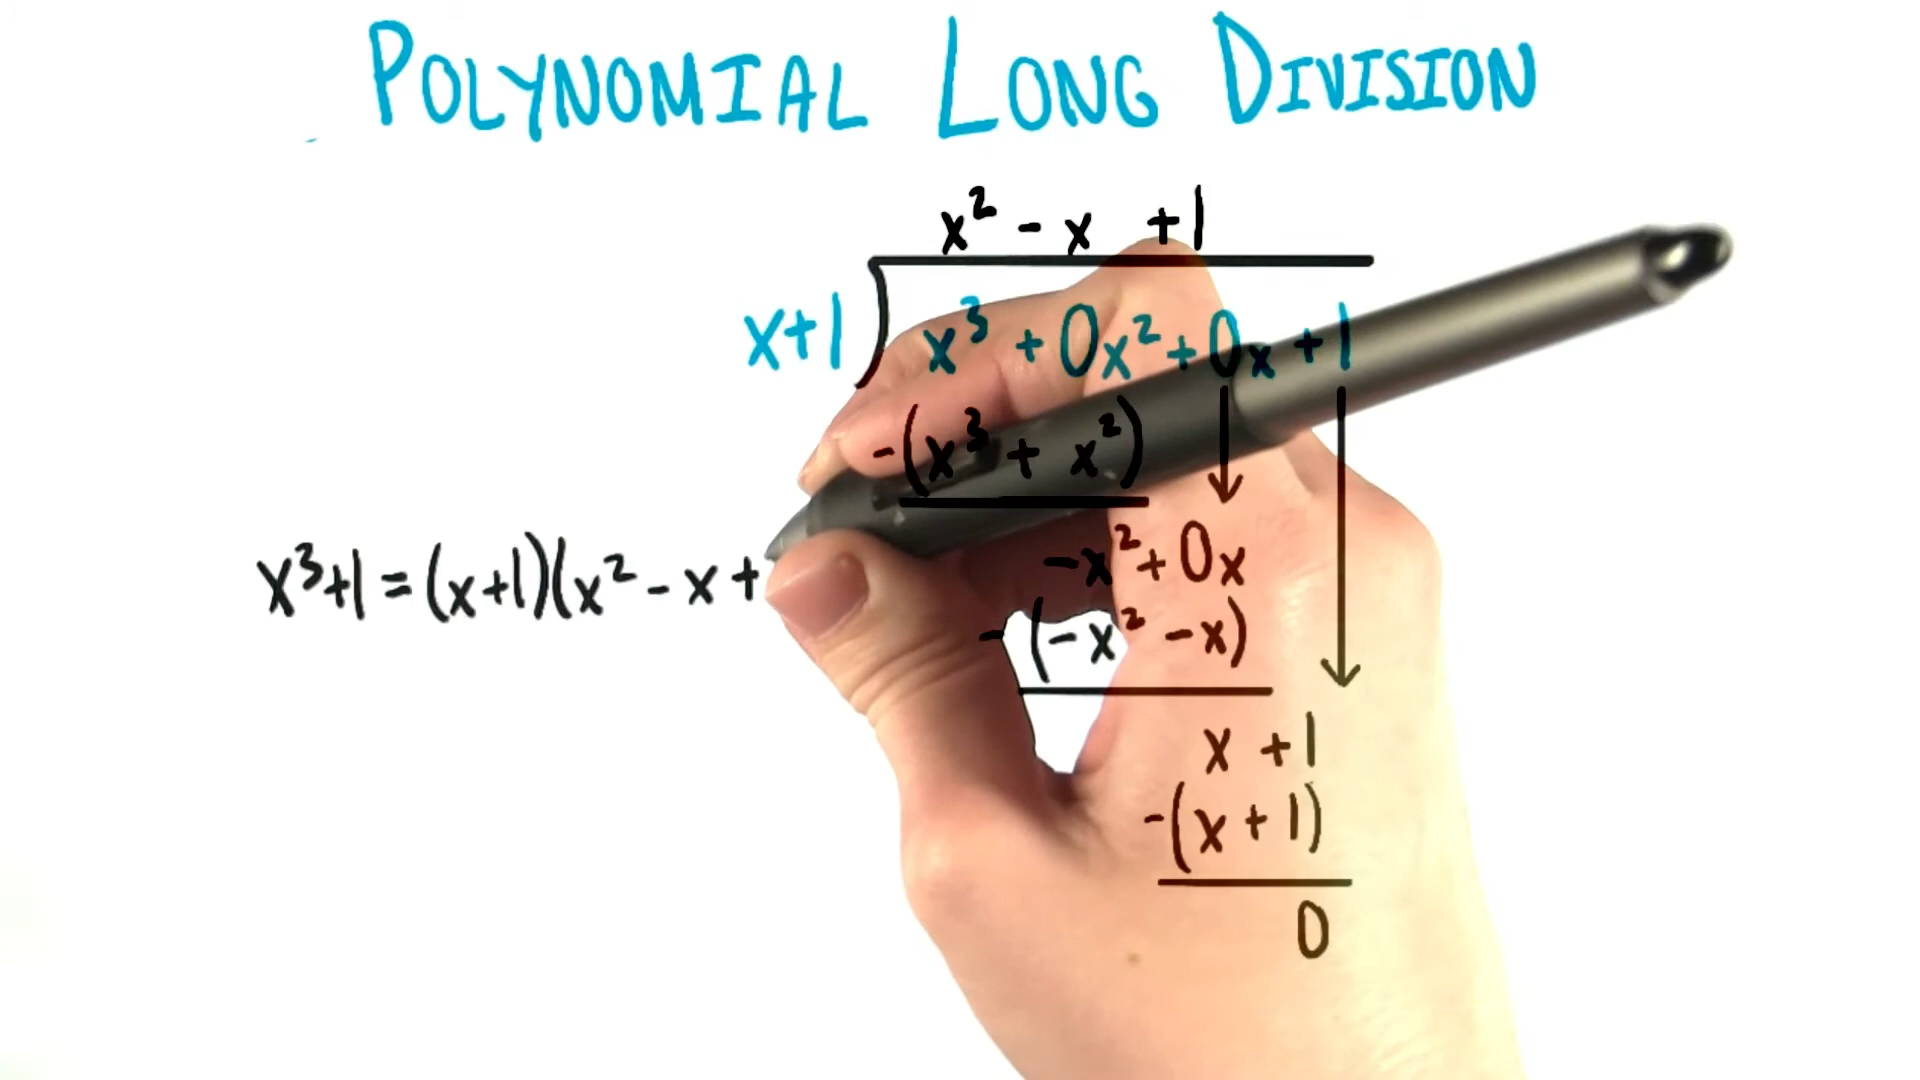 POLYNOMIAL LONG DIVISION
x² - x +1
x+1 x³ + 0x² + 0x + 1
-(x³ + x²)
-x² + 0x
x³+1 = (x+1)(x² - x +
-(-x² - x)
x +1
-(x + 1)
0